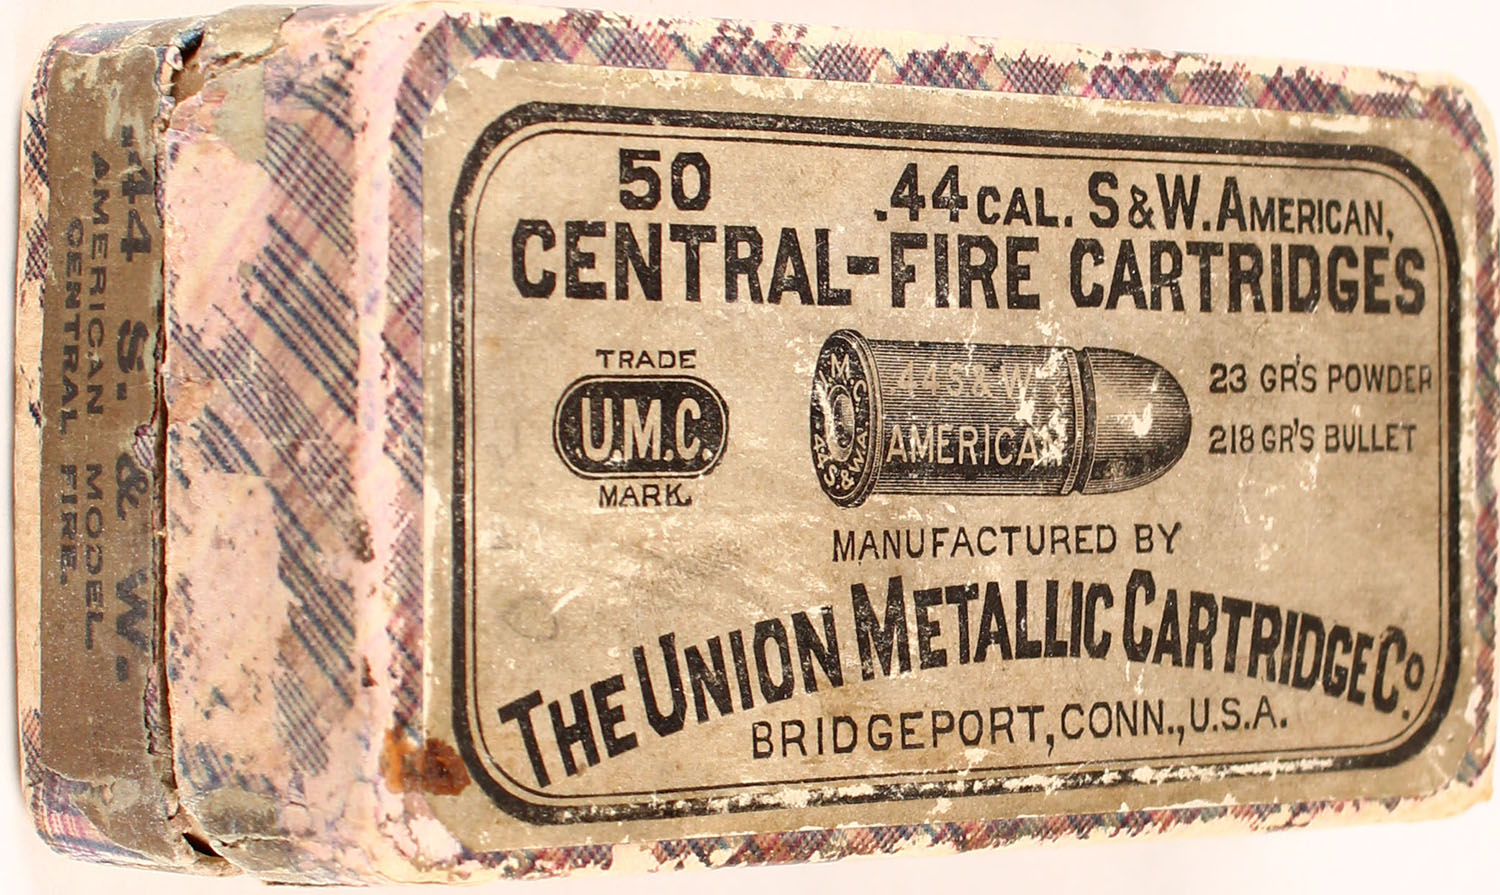 50 .44 CAL. S & W. AMERICAN,
CENTRAL-FIRE CARTRIDGES
TRADE
U.M.C.
MARK.
U.M.C.
44 S. & W. A.
44 S & W
AMERICAN
23 GR'S POWDER
218 GR'S BULLET
MANUFACTURED BY
THE UNION METALLIC CARTRIDGE Co.
BRIDGEPORT, CONN., U.S.A.
.44 S. & W.
AMERICAN MODEL.
CENTRAL FIRE.